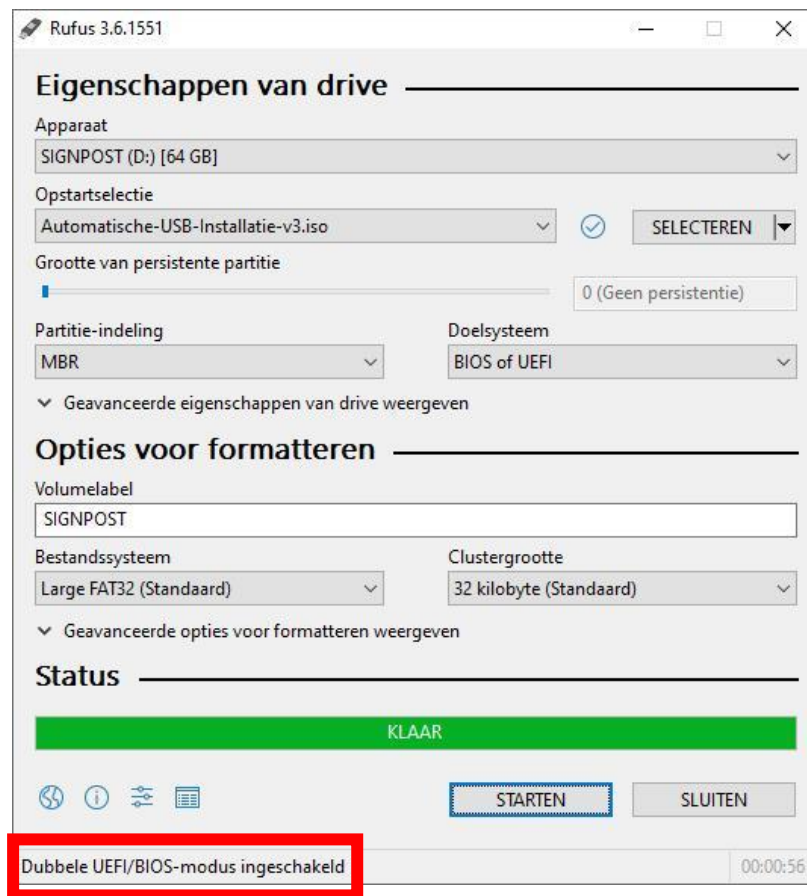 Rufus 3.6.1551
Eigenschappen van drive
Apparaat
SIGNPOST (D:) [64 GB]
Opstartselectie
Automatische-USB-Installatie-v3.iso
SELECTEREN
Grootte van persistente partitie
0 (Geen persistentie)
Partitie-indeling
Doelsysteem
MBR
BIOS of UEFI
Geavanceerde eigenschappen van drive weergeven
Opties voor formatteren
Volumelabel
SIGNPOST
Bestandssysteem
Clustergrootte
Large FAT32 (Standaard)
32 kilobyte (Standaard)
Geavanceerde opties voor formatteren weergeven
Status
KLAAR
STARTEN
SLUITEN
Dubbele UEFI/BIOS-modus ingeschakeld
00:00:56